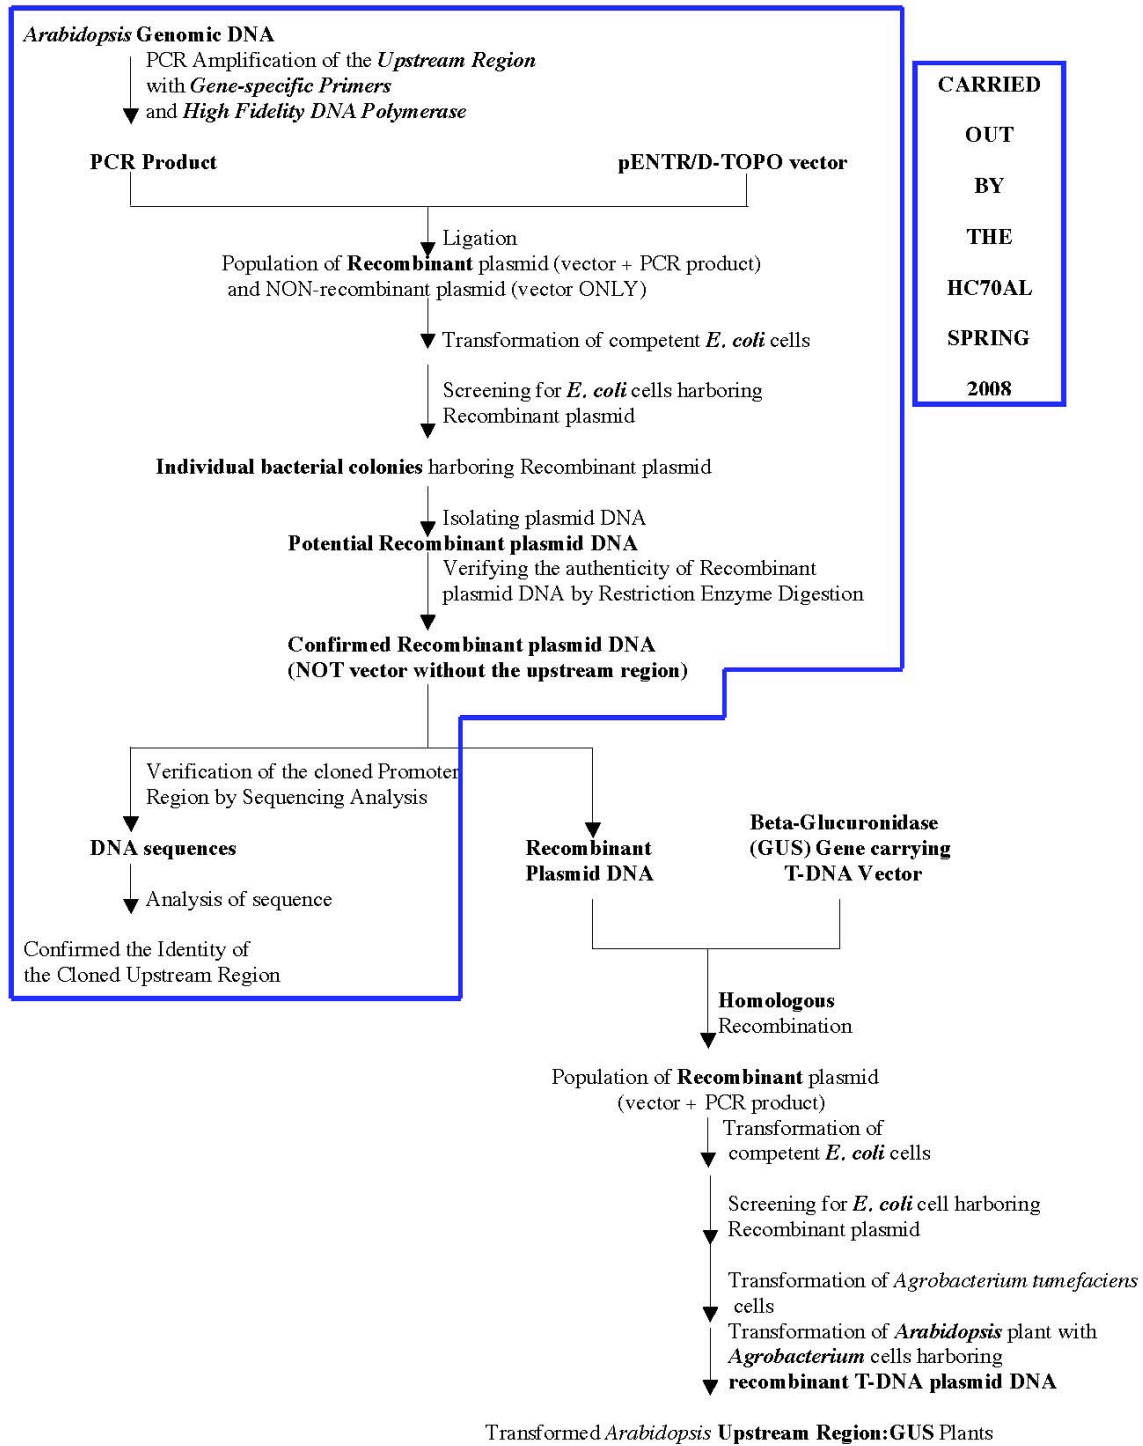 Arabidopsis Genomic DNA
PCR Amplification of the Upstream Region
with Gene-specific Primers
and High Fidelity DNA Polymerase
CARRIED
OUT
BY
THE
HC70AL
SPRING
2008
PCR Product
pENTR/D-TOPO vector
Ligation
Population of Recombinant plasmid (vector + PCR product)
and NON-recombinant plasmid (vector ONLY)
Transformation of competent E. coli cells
Screening for E. coli cells harboring
Recombinant plasmid
Individual bacterial colonies harboring Recombinant plasmid
Isolating plasmid DNA
Potential Recombinant plasmid DNA
Verifying the authenticity of Recombinant
plasmid DNA by Restriction Enzyme Digestion
Confirmed Recombinant plasmid DNA
(NOT vector without the upstream region)
Verification of the cloned Promoter
Region by Sequencing Analysis
DNA sequences
Analysis of sequence
Confirmed the Identity of
the Cloned Upstream Region
Recombinant
Plasmid DNA
Beta-Glucuronidase
(GUS) Gene carrying
T-DNA Vector
Homologous
Recombination
Population of Recombinant plasmid
(vector + PCR product)
Transformation of
competent E. coli cells
Screening for E. coli cell harboring
Recombinant plasmid
Transformation of Agrobacterium tumefaciens
cells
Transformation of Arabidopsis plant with
Agrobacterium cells harboring
recombinant T-DNA plasmid DNA
Transformed Arabidopsis Upstream Region:GUS Plants